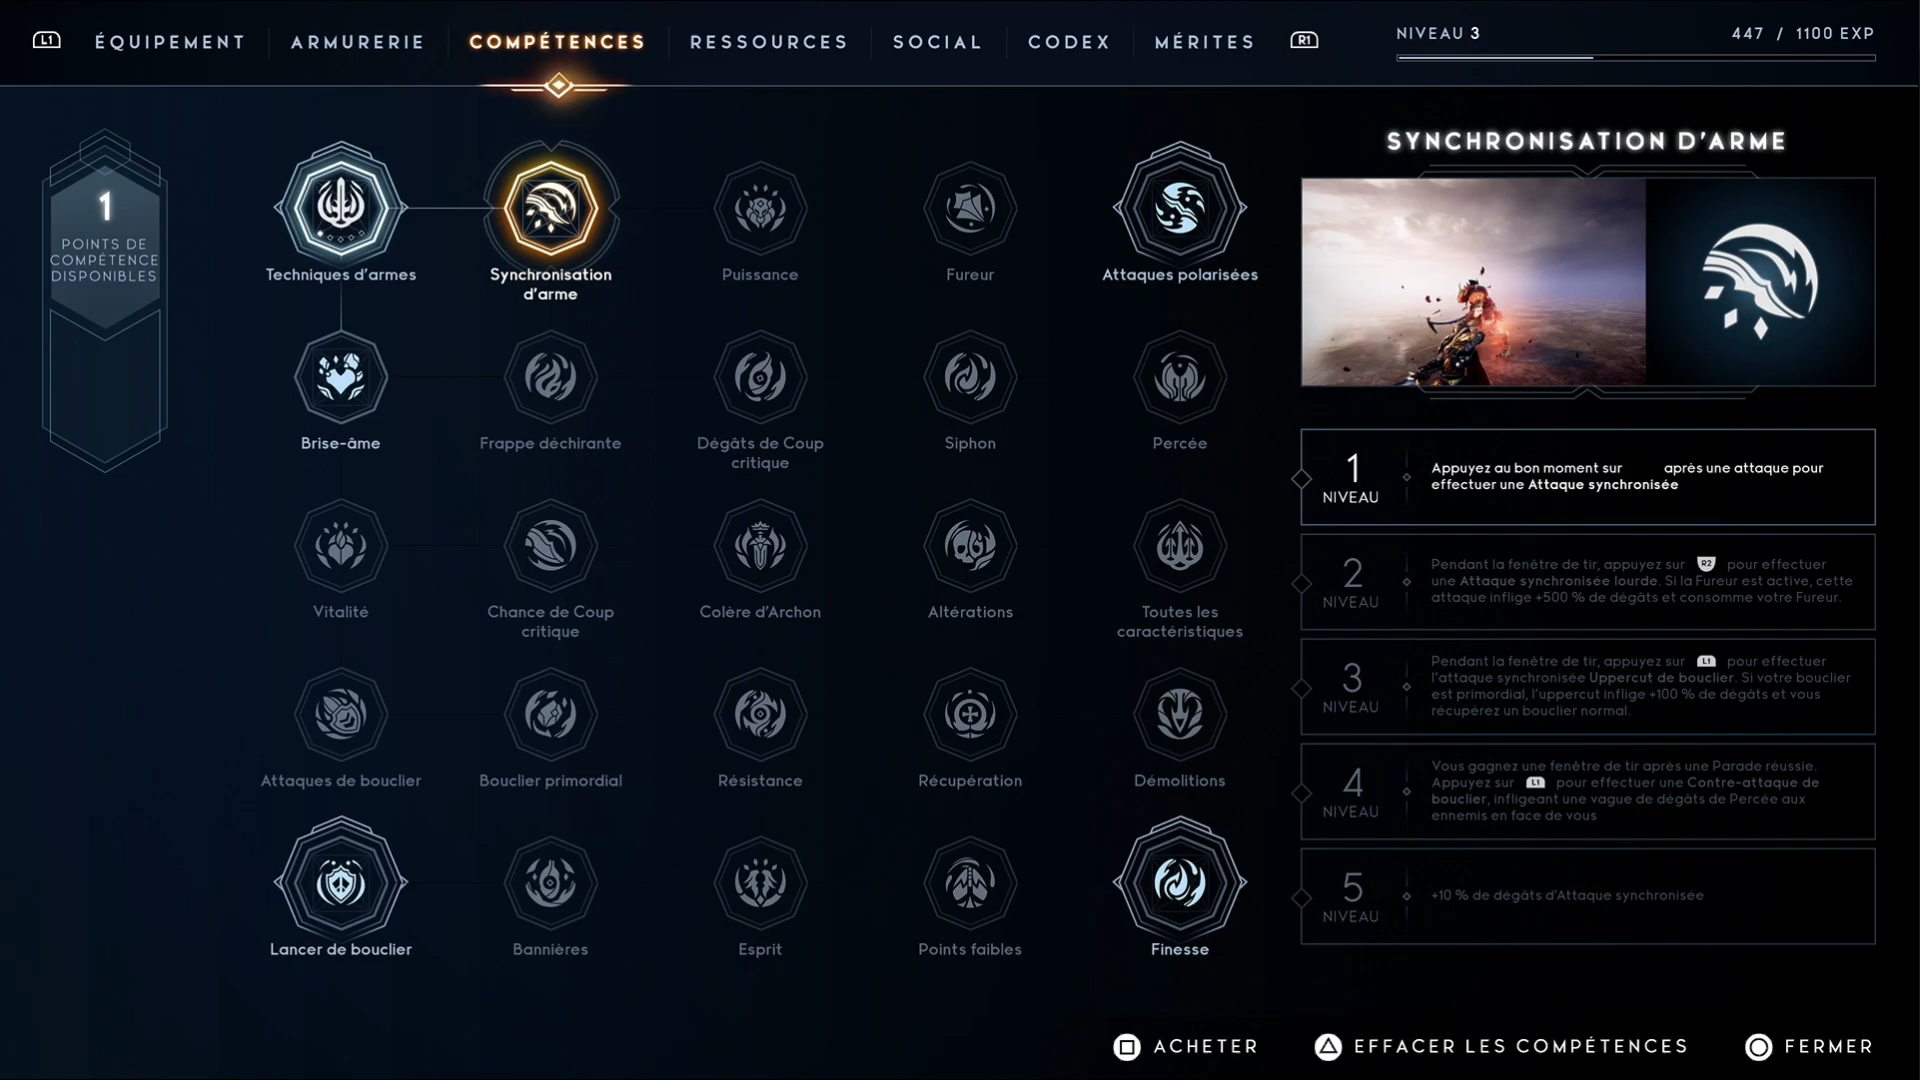 L1 ÉQUIPEMENT ARMURERIE COMPÉTENCES RESSOURCES SOCIAL CODEX MÉRITES R1
NIVEAU 3 447 / 1100 EXP
1
POINTS DE
COMPÉTENCE
DISPONIBLES
Techniques d'armes
Synchronisation
d'arme
Puissance
Fureur
Attaques polarisées
Brise-âme
Frappe déchirante
Dégâts de Coup
critique
Siphon
Percée
Vitalité
Chance de Coup
critique
Colère d'Archon
Altérations
Toutes les
caractéristiques
Attaques de bouclier
Bouclier primordial
Résistance
Récupération
Démolitions
Lancer de bouclier
Bannières
Esprit
Points faibles
Finesse
SYNCHRONISATION D'ARME
1
NIVEAU
Appuyez au bon moment sur après une attaque pour
effectuer une Attaque synchronisée
2
NIVEAU
Pendant la fenêtre de tir, appuyez sur R2 pour effectuer
une Attaque synchronisée lourde. Si la Fureur est active, cette
attaque inflige +500 % de dégâts et consomme votre Fureur.
3
NIVEAU
Pendant la fenêtre de tir, appuyez sur L1 pour effectuer
l'attaque synchronisée Uppercut de bouclier. Si votre bouclier
est primordial, l'uppercut inflige +100 % de dégâts et vous
récupérez un bouclier normal.
4
NIVEAU
Vous gagnez une fenêtre de tir après une Parade réussie.
Appuyez sur L1 pour effectuer une Contre-attaque de
bouclier, infligeant une vague de dégâts de Percée aux
ennemis en face de vous
5
NIVEAU
+10 % de dégâts d'Attaque synchronisée
ACHETER EFFACER LES COMPÉTENCES FERMER